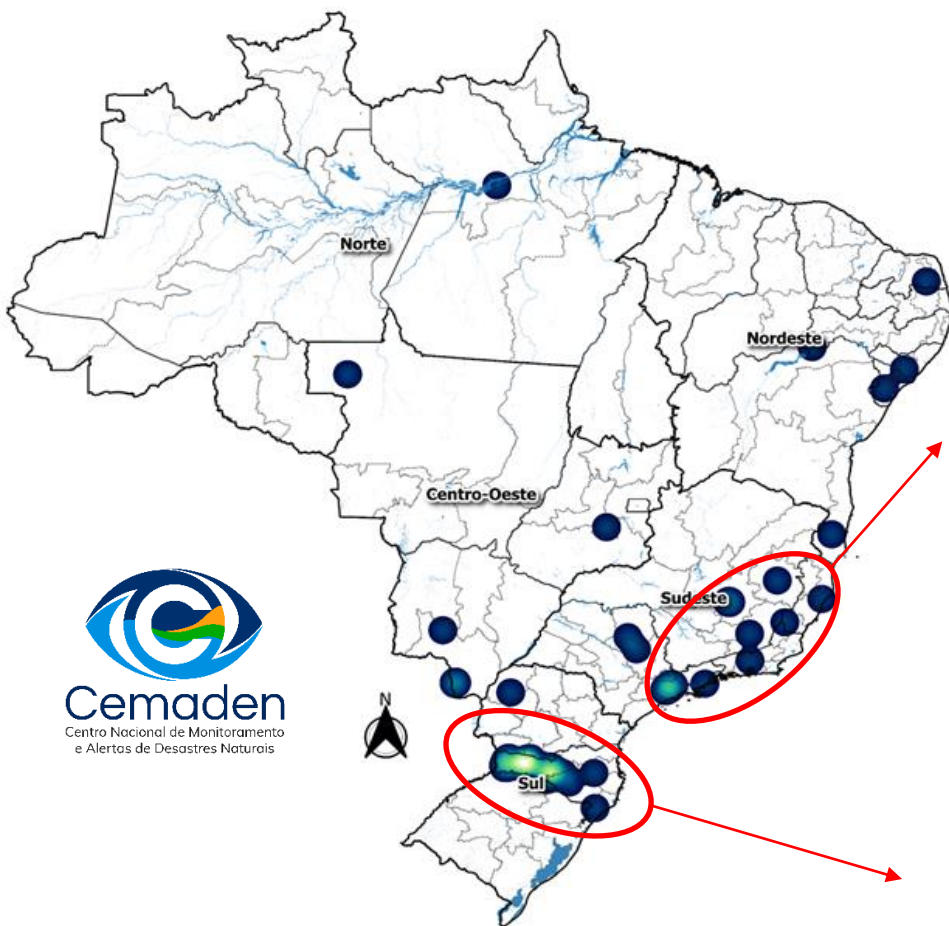 Norte
Nordeste
Centro-Oeste
Sudeste
Cemaden
Centro Nacional de Monitoramento
e Alertas de Desastres Naturais
N
Sul